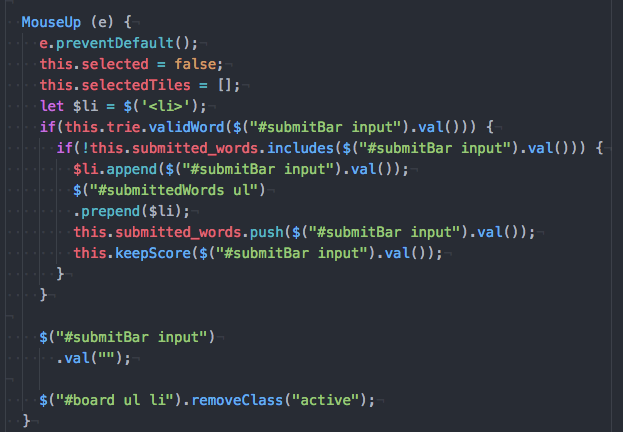 MouseUp (e) {
  e.preventDefault();
  this.selected = false;
  this.selectedTiles = [];
  let $li = $('<li>');
  if(this.trie.validWord($("#submitBar input").val())) {
    if(!this.submitted_words.includes($("#submitBar input").val())) {
      $li.append($("#submitBar input").val());
      $("#submittedWords ul")
      .prepend($li);
      this.submitted_words.push($("#submitBar input").val());
      this.keepScore($("#submitBar input").val());
    }
  }

  $("#submitBar input")
    .val("");

  $("#board ul li").removeClass("active");
}